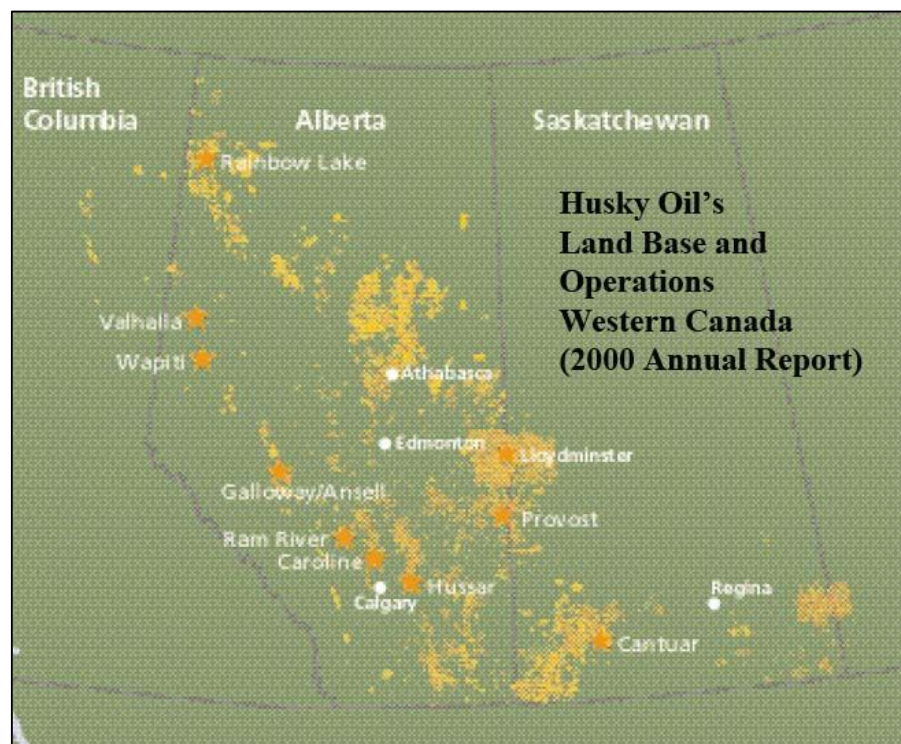 British
Columbia
Alberta
Saskatchewan
Rainbow Lake
Husky Oil's
Land Base and
Operations
Western Canada
(2000 Annual Report)
Valhalla
Wapiti
Athabasca
Edmonton
Lloydminster
Galloway/Ansell
Provost
Ram River
Caroline
Hussar
Calgary
Regina
Cantuar